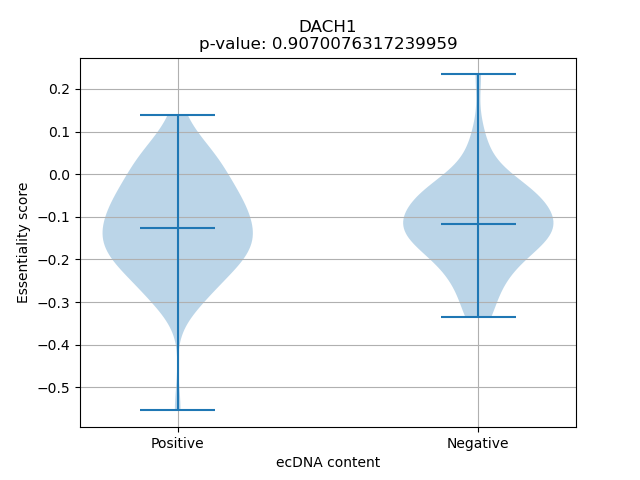 DACH1
p-value: 0.9070076317239959
0.2
0.1
0.0
−0.1
−0.2
−0.3
−0.4
−0.5
Essentiality score
Positive
Negative
ecDNA content